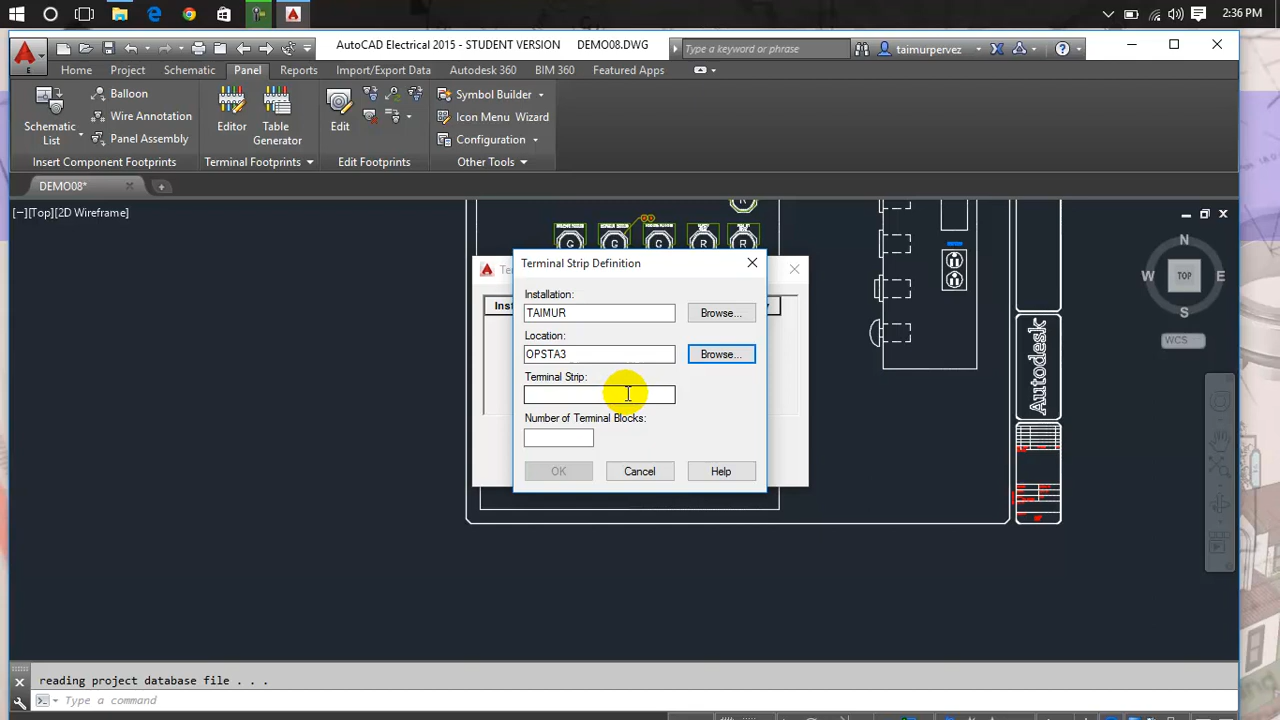 2:36 PM
AutoCAD Electrical 2015 - STUDENT VERSION DEMO08.DWG
Type a keyword or phrase
taimurpervez
Home Project Schematic Panel Reports Import/Export Data Autodesk 360 BIM 360 Featured Apps
E
Schematic
List
Balloon
Wire Annotation
Panel Assembly
Insert Component Footprints
Editor
Table
Generator
Terminal Footprints
Edit
Edit Footprints
Symbol Builder
Icon Menu Wizard
Configuration
Other Tools
DEMO08*
[−][Top][2D Wireframe]
R
G G G R R
N
W TOP E
S
WCS
Autodesk
Inst
Terminal Strip Definition
Installation:
TAIMUR
Browse...
Location:
OPSTA3
Browse...
Terminal Strip:
Number of Terminal Blocks:
OK Cancel Help
reading project database file . . .
Type a command